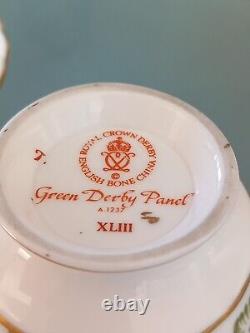 ROYAL CROWN DERBY
© ENGLISH BONE CHINA
T.
Green Derby Panel
A.1237
XLIII